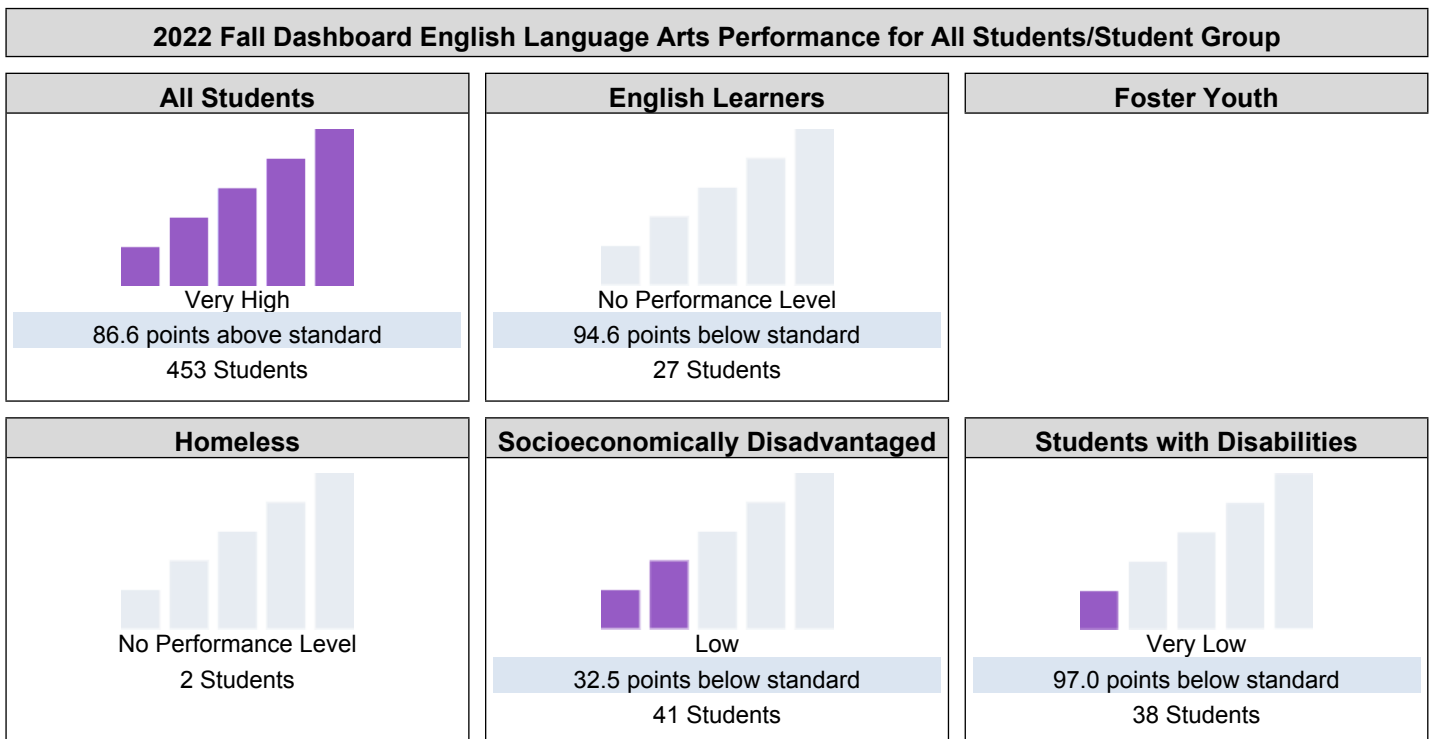 2022 Fall Dashboard English Language Arts Performance for All Students/Student Group
All Students
Very High
86.6 points above standard
453 Students
English Learners
No Performance Level
94.6 points below standard
27 Students
Foster Youth
Homeless
No Performance Level
2 Students
Socioeconomically Disadvantaged
Low
32.5 points below standard
41 Students
Students with Disabilities
Very Low
97.0 points below standard
38 Students